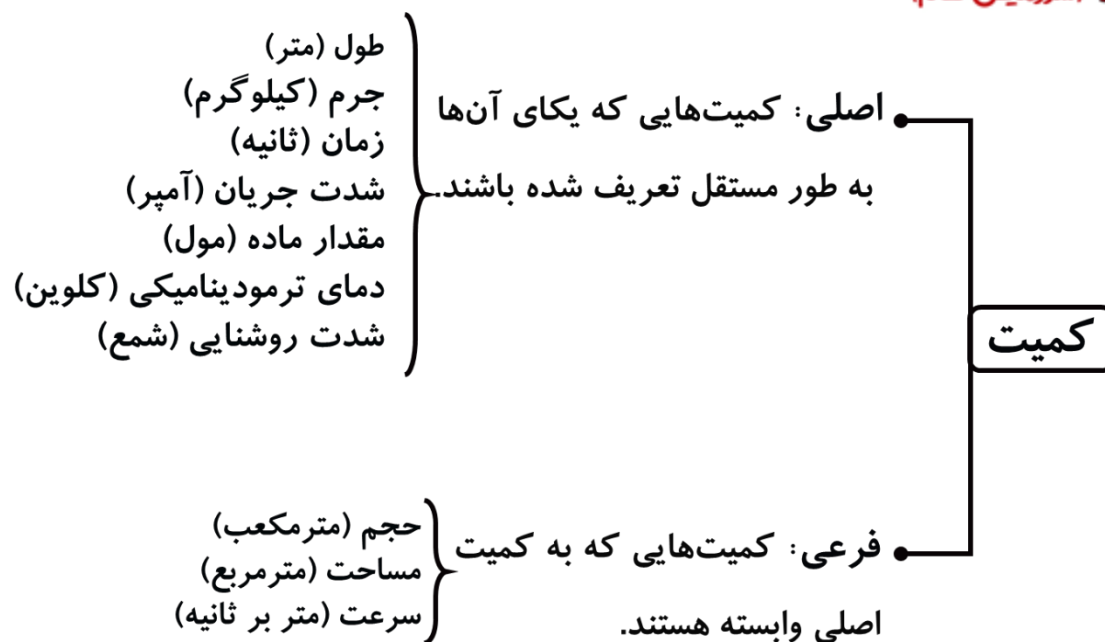 کمیت
اصلی: کمیت‌هایی که یکای آن‌ها
به طور مستقل تعریف شده باشند.
طول (متر)
جرم (کیلوگرم)
زمان (ثانیه)
شدت جریان (آمپر)
مقدار ماده (مول)
دمای ترمودینامیکی (کلوین)
شدت روشنایی (شمع)
فرعی: کمیت‌هایی که به کمیت
اصلی وابسته هستند.
حجم (مترمکعب)
مساحت (مترمربع)
سرعت (متر بر ثانیه)